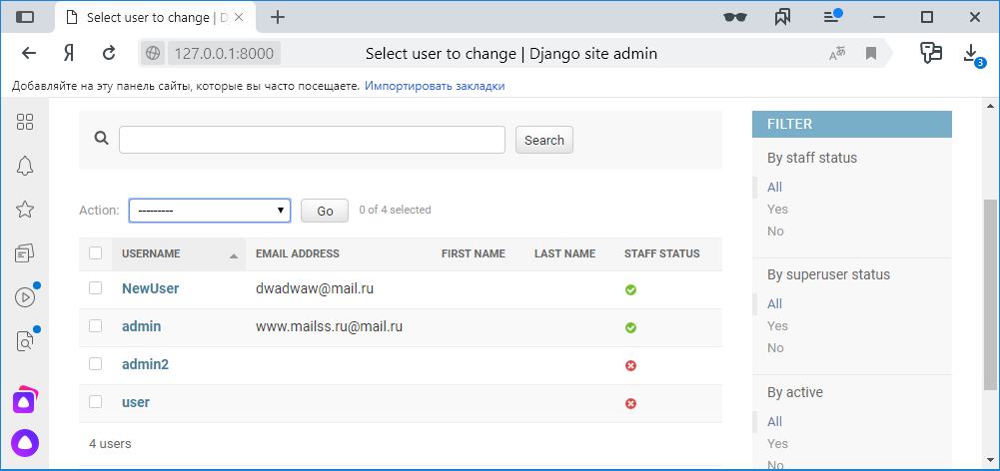 Select user to change | D
Я 127.0.0.1:8000 Select user to change | Django site admin
3
Добавляйте на эту панель сайты, которые вы часто посещаете. Импортировать закладки
Search
Action: --------- Go 0 of 4 selected
USERNAME EMAIL ADDRESS FIRST NAME LAST NAME STAFF STATUS
NewUser dwadwaw@mail.ru
admin www.mailss.ru@mail.ru
admin2
user
4 users
FILTER
By staff status
All
Yes
No
By superuser status
All
Yes
No
By active
All
Yes
No